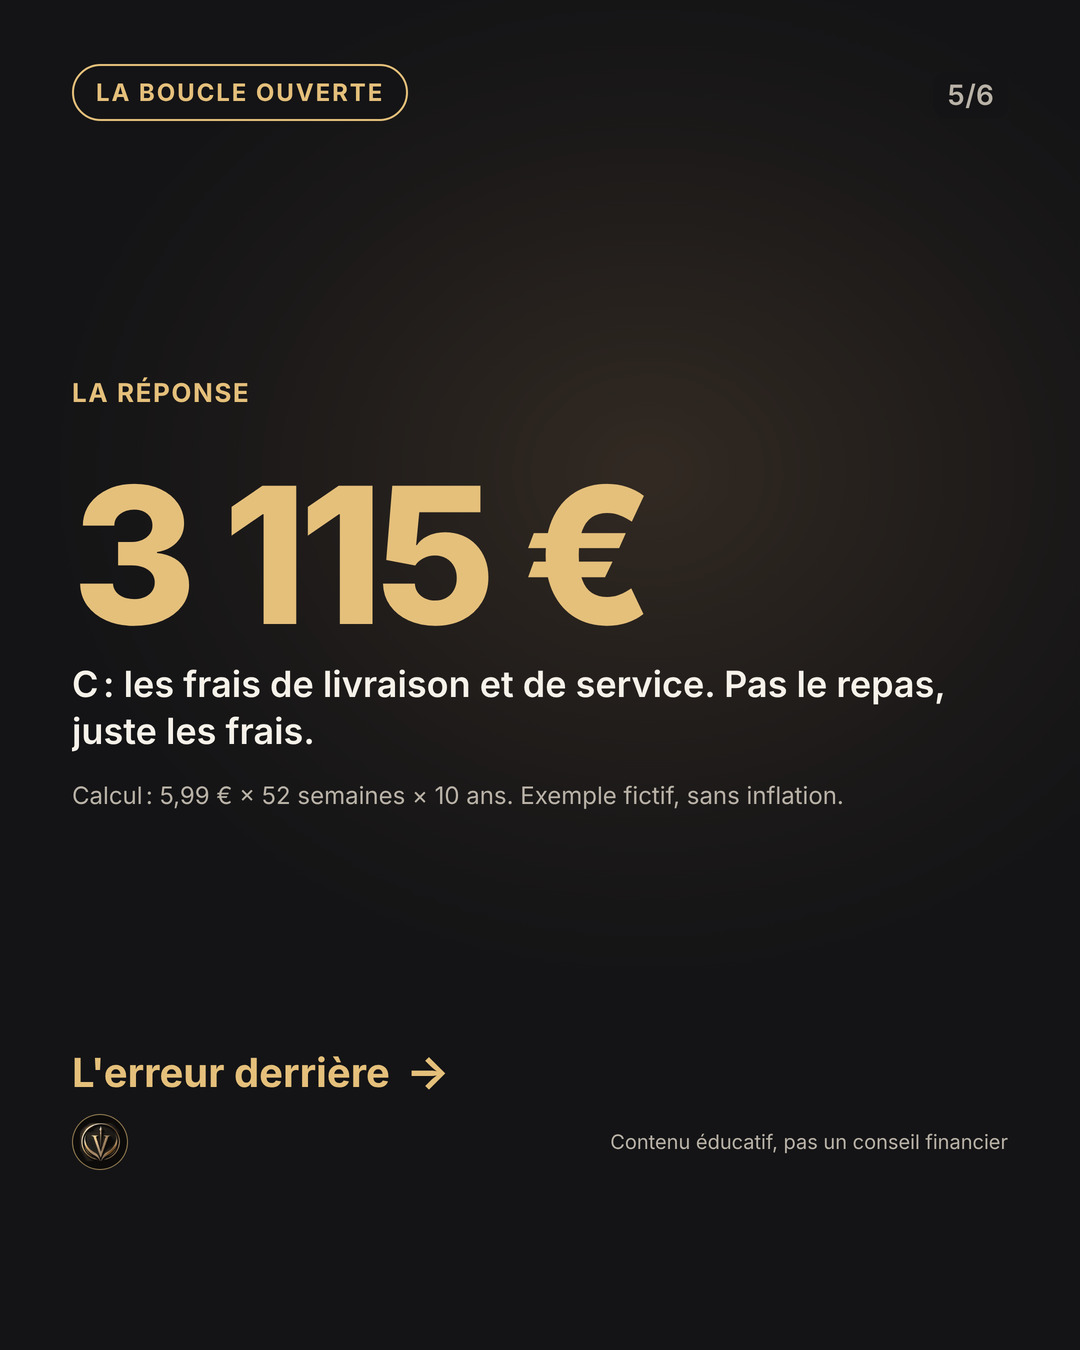 LA BOUCLE OUVERTE
5/6
LA RÉPONSE
3 115 €
C : les frais de livraison et de service. Pas le repas,
juste les frais.
Calcul : 5,99 € × 52 semaines × 10 ans. Exemple fictif, sans inflation.
L'erreur derrière →
V
Contenu éducatif, pas un conseil financier